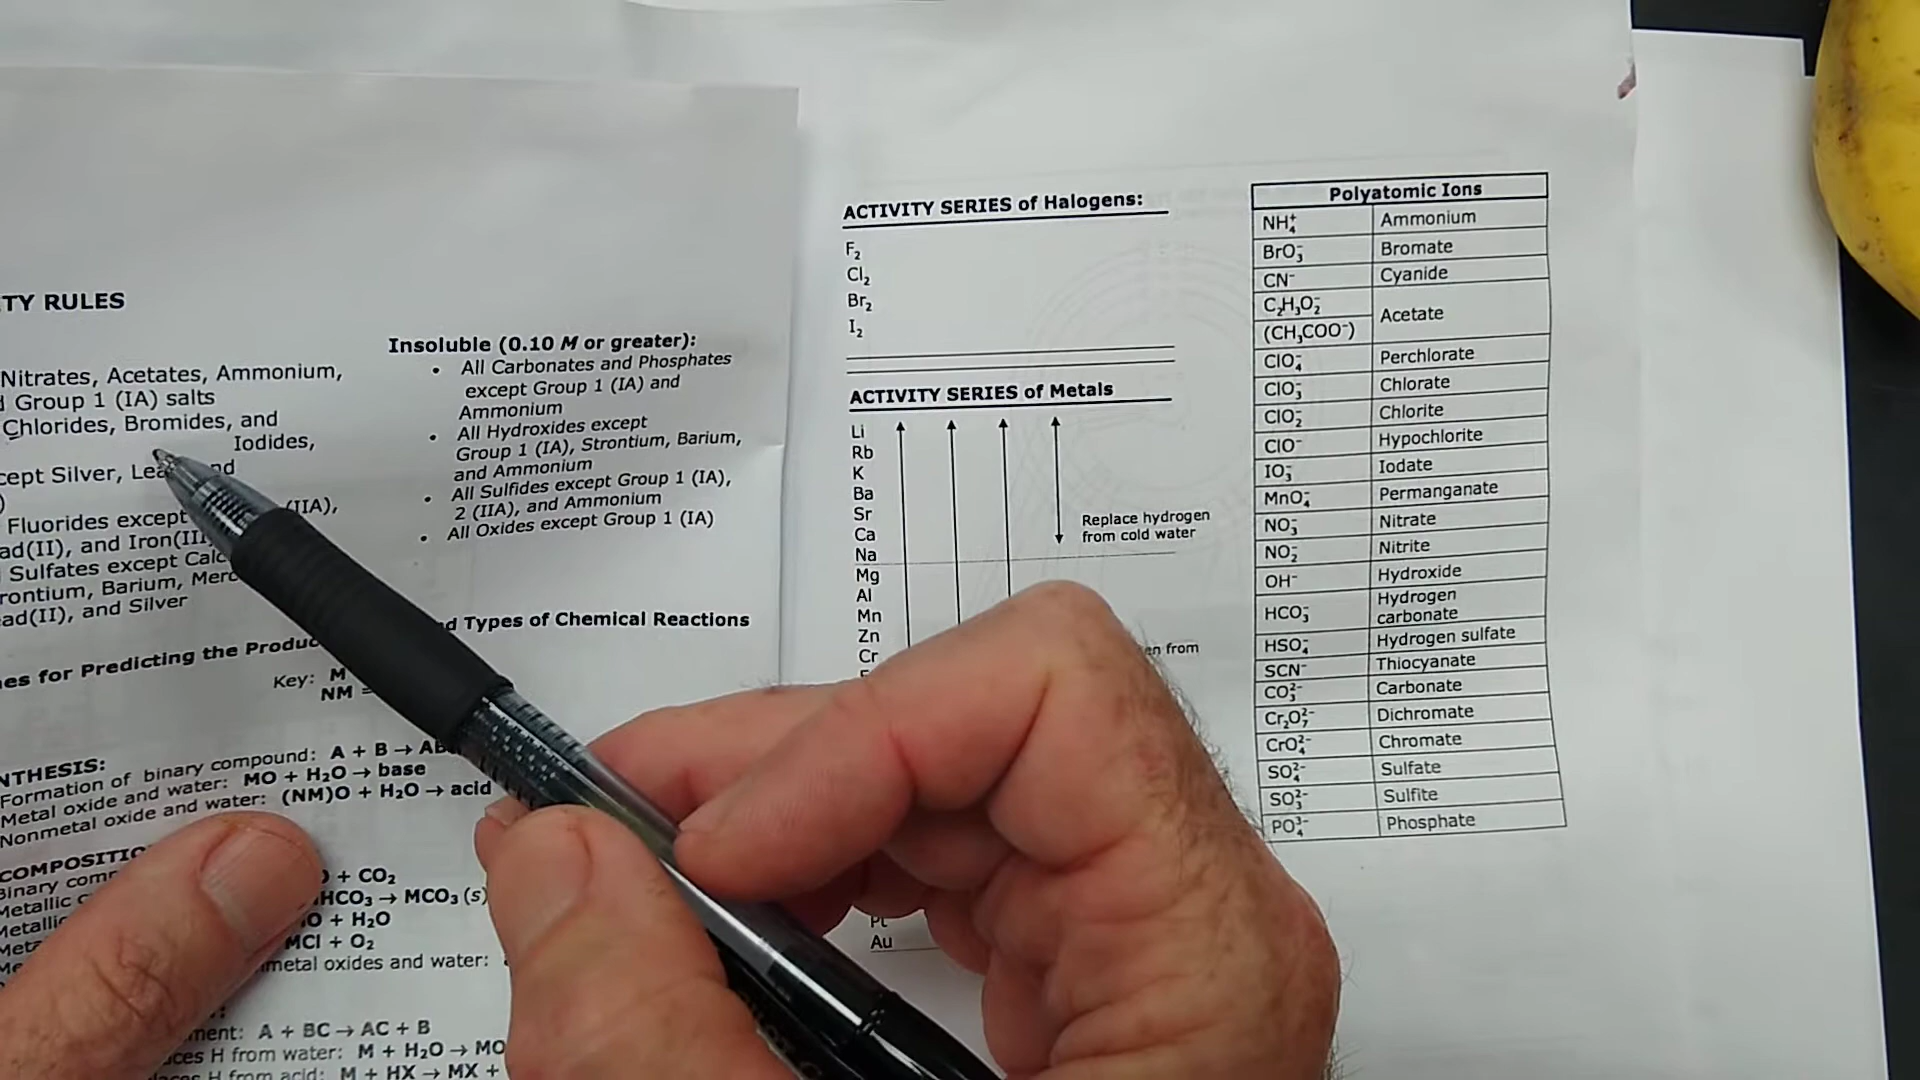 TY RULES
Nitrates, Acetates, Ammonium,
Group 1 (IA) salts
Chlorides, Bromides, and
Iodides,
cept Silver,
Fluorides except (IIA),
ad(II), and
Sulfates except
rontium, Barium,
ad(II), and Silver
Insoluble (0.10 M or greater):
• All Carbonates and Phosphates
except Group 1 (IA) and
Ammonium
• All Hydroxides except
Group 1 (IA), Strontium, Barium,
and Ammonium
• All Sulfides except Group 1 (IA),
2 (IIA), and Ammonium
• All Oxides except Group 1 (IA)
es for Predicting the
Types of Chemical Reactions
Key: M
NM =
NTHESIS:
Formation of binary compound: A + B →
Metal oxide and water: MO + H₂O → base
Nonmetal oxide and water: (NM)O + H₂O → acid
+ CO₂
HCO₃ → MCO₃ (s)
O + H₂O
MCl + O₂
metal oxides and water:
ment: A + BC → AC + B
ces H from water: M + H₂O → MO
H from acid: M + HX → MX +
ACTIVITY SERIES of Halogens:
F₂
Cl₂
Br₂
I₂
ACTIVITY SERIES of Metals
Li
Rb
K
Ba
Sr
Ca
Na
Mg
Al
Mn
Zn
Cr
Replace hydrogen
from cold water
from
Pt
Au
Polyatomic Ions
NH₄⁺ Ammonium
BrO₃⁻ Bromate
CN⁻ Cyanide
C₂H₃O₂⁻
(CH₃COO⁻) Acetate
ClO₄⁻ Perchlorate
ClO₃⁻ Chlorate
ClO₂⁻ Chlorite
ClO⁻ Hypochlorite
IO₃⁻ Iodate
MnO₄⁻ Permanganate
NO₃⁻ Nitrate
NO₂⁻ Nitrite
OH⁻ Hydroxide
HCO₃⁻ Hydrogen
carbonate
HSO₄⁻ Hydrogen sulfate
SCN⁻ Thiocyanate
CO₃²⁻ Carbonate
Cr₂O₇²⁻ Dichromate
CrO₄²⁻ Chromate
SO₄²⁻ Sulfate
SO₃²⁻ Sulfite
PO₄³⁻ Phosphate